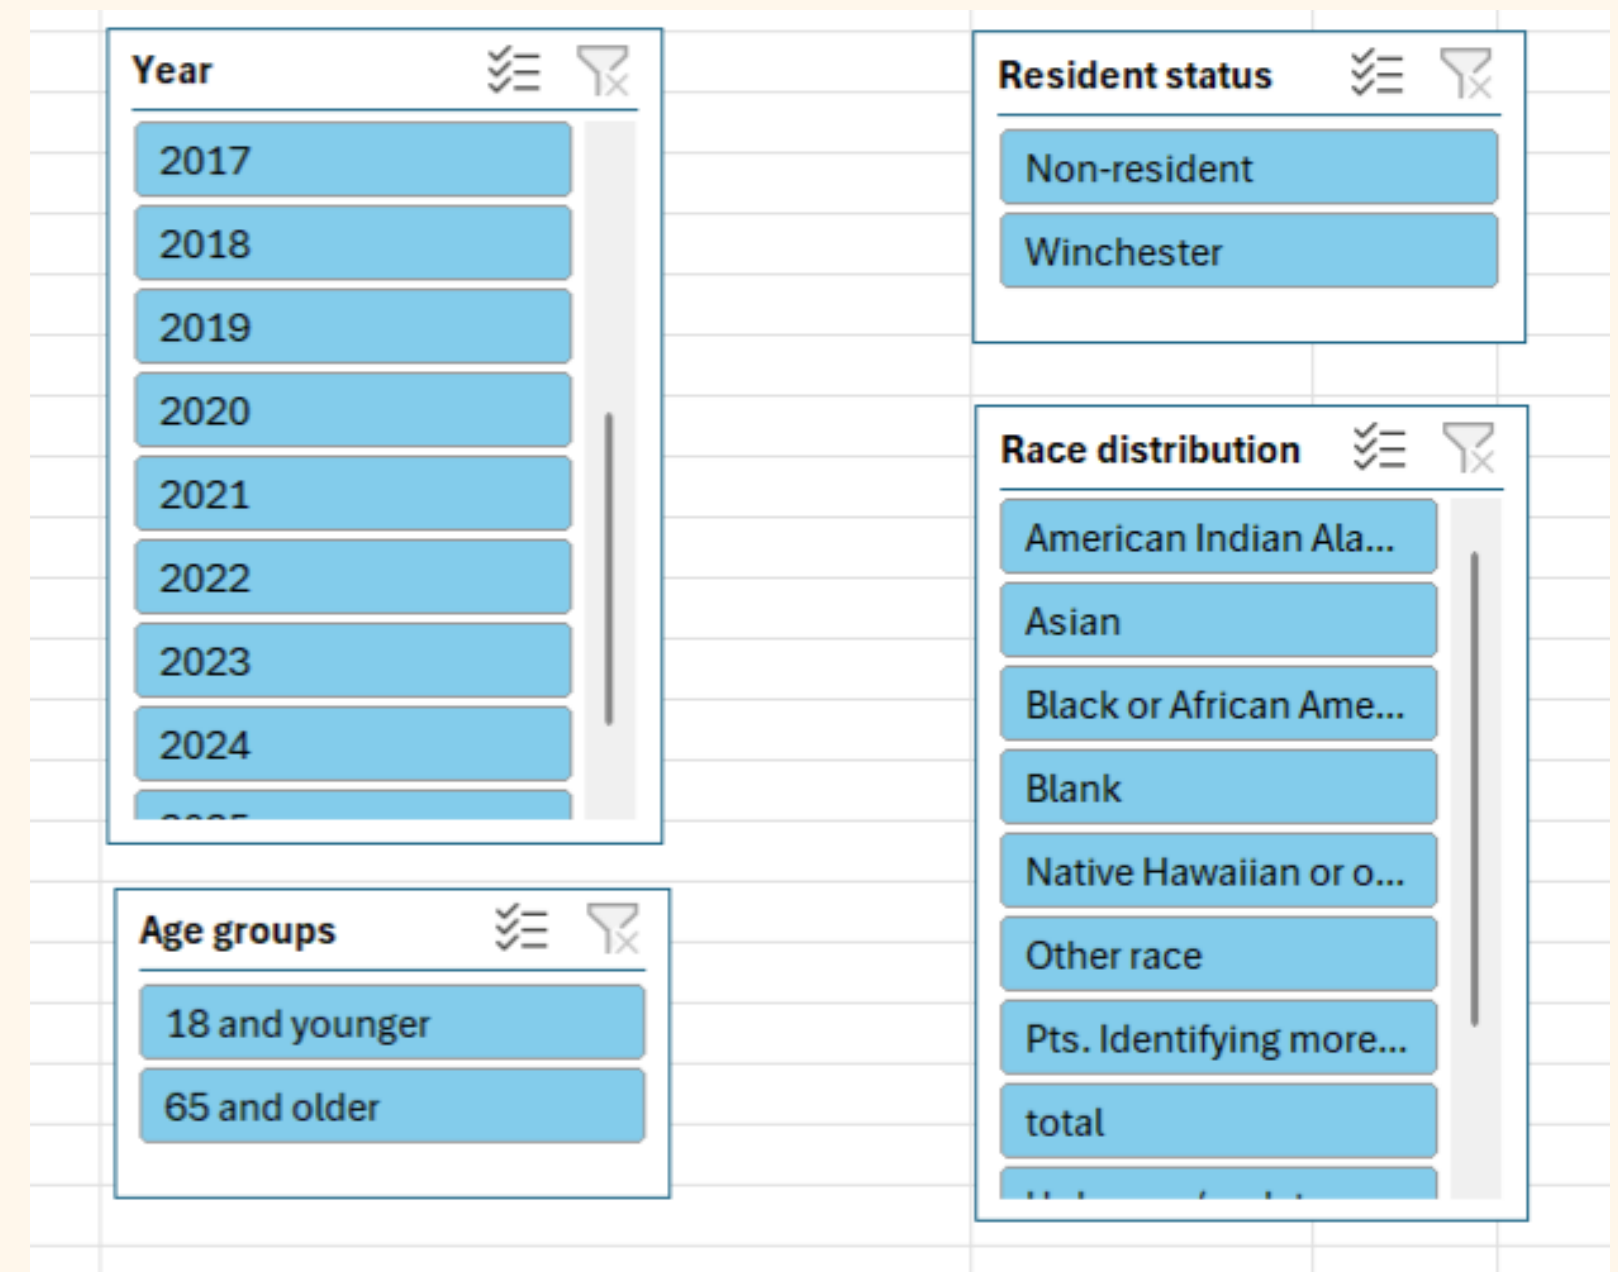 Year
2017
2018
2019
2020
2021
2022
2023
2024
2025
Age groups
18 and younger
65 and older
Resident status
Non-resident
Winchester
Race distribution
American Indian Ala...
Asian
Black or African Ame...
Blank
Native Hawaiian or o...
Other race
Pts. Identifying more...
total